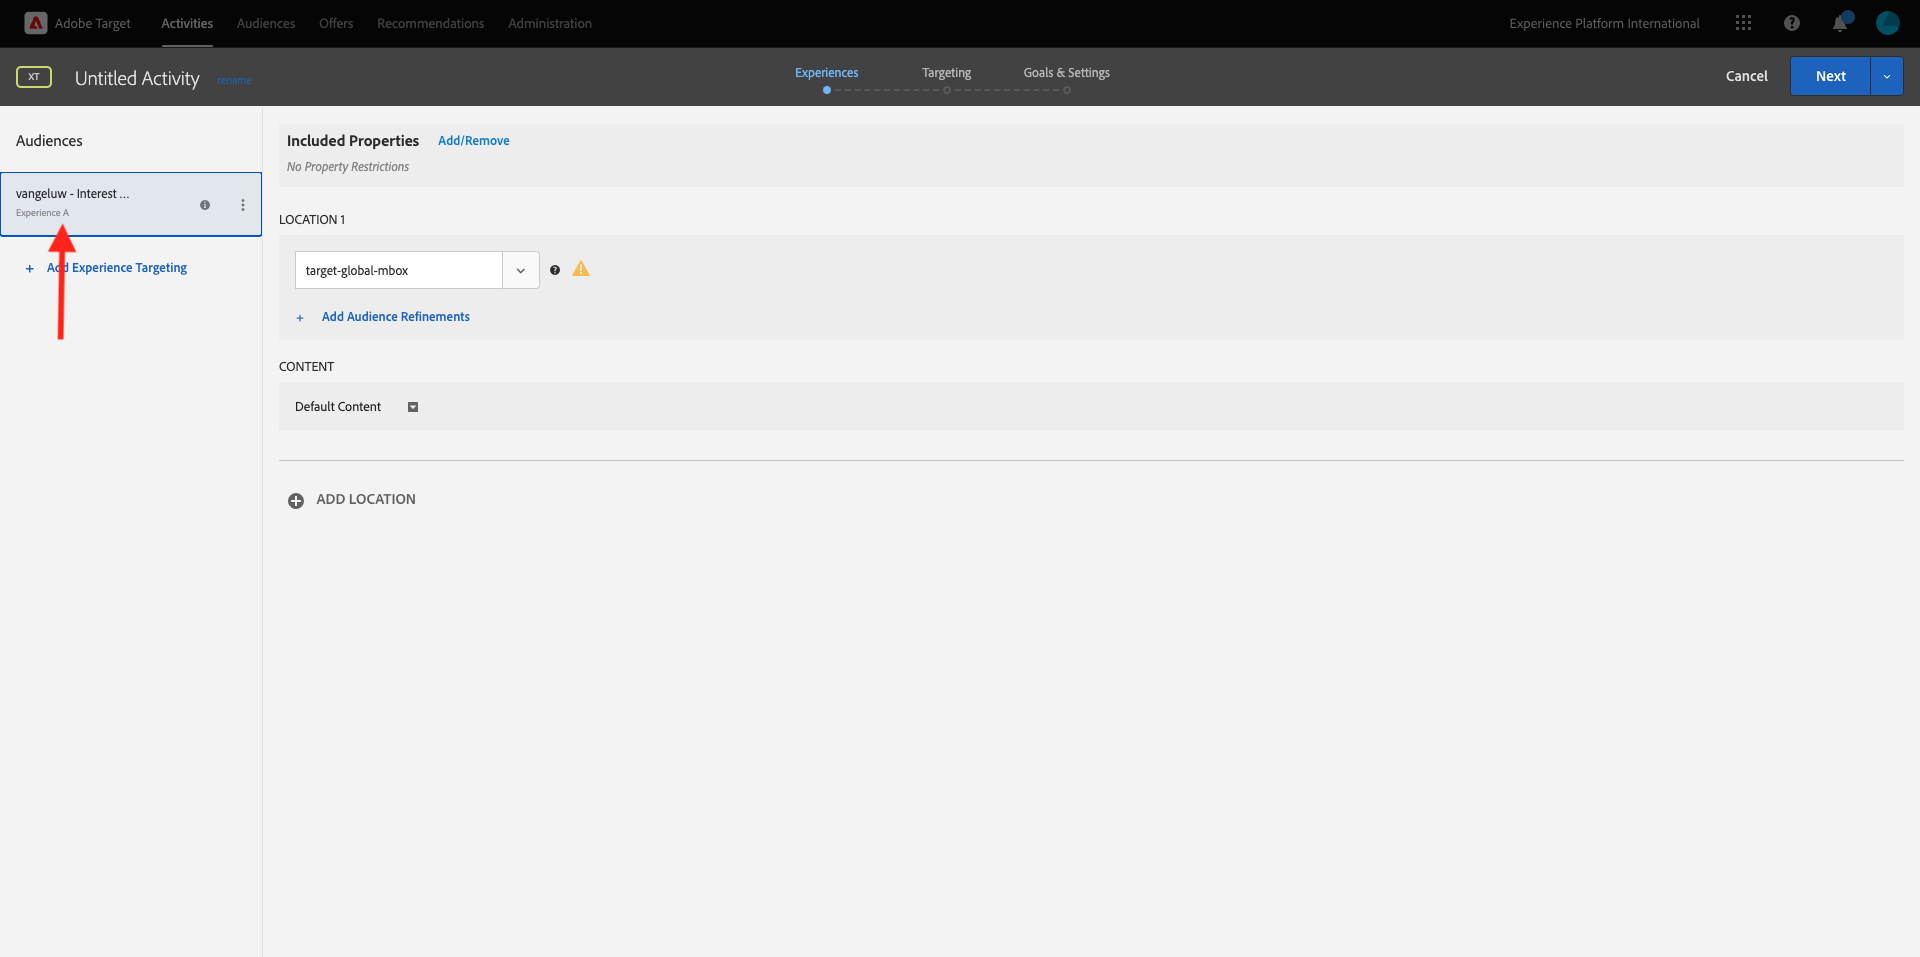 Adobe Target
Activities
Audiences
Offers
Recommendations
Administration
Experience Platform International
XT
Untitled Activity
rename
Experiences
Targeting
Goals & Settings
Cancel
Next
Audiences
vangeluw - Interest ...
Experience A
+ Add Experience Targeting
Included Properties
Add/Remove
No Property Restrictions
LOCATION 1
target-global-mbox
+ Add Audience Refinements
CONTENT
Default Content
ADD LOCATION